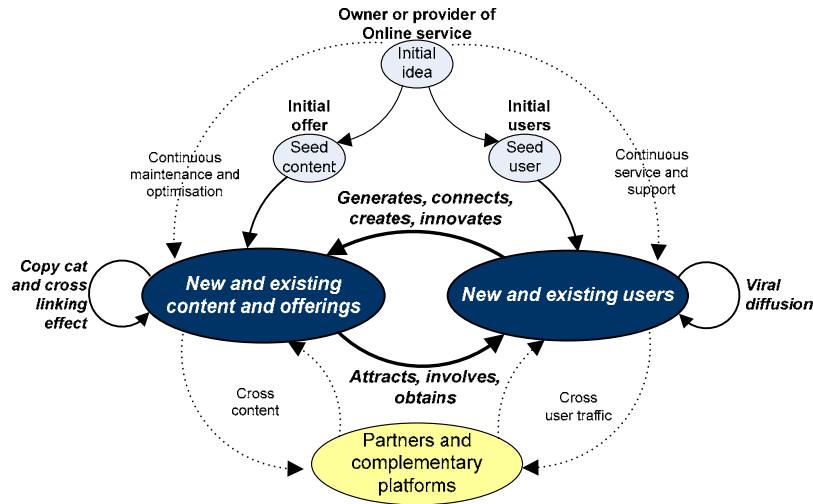 Owner or provider of
Online service
Initial
idea
Initial
offer
Initial
users
Seed
content
Seed
user
Continuous
maintenance and
optimisation
Continuous
service and
support
Generates, connects,
creates, innovates
Copy cat
and cross
linking
effect
New and existing
content and offerings
New and existing users
Viral
diffusion
Attracts, involves,
obtains
Cross
content
Cross
user traffic
Partners and
complementary
platforms